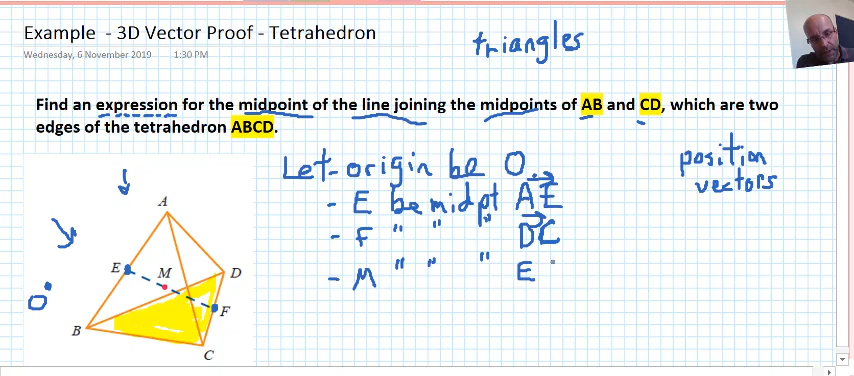 Example - 3D Vector Proof - Tetrahedron
Wednesday, 6 November 2019 1:30 PM
triangles
Find an expression for the midpoint of the line joining the midpoints of AB and CD, which are two
edges of the tetrahedron ABCD.
Let origin be O.
- E be midpt AE
- F " " " DC
- M " " " E
position
vectors
A
E
M
D
F
O
B
C